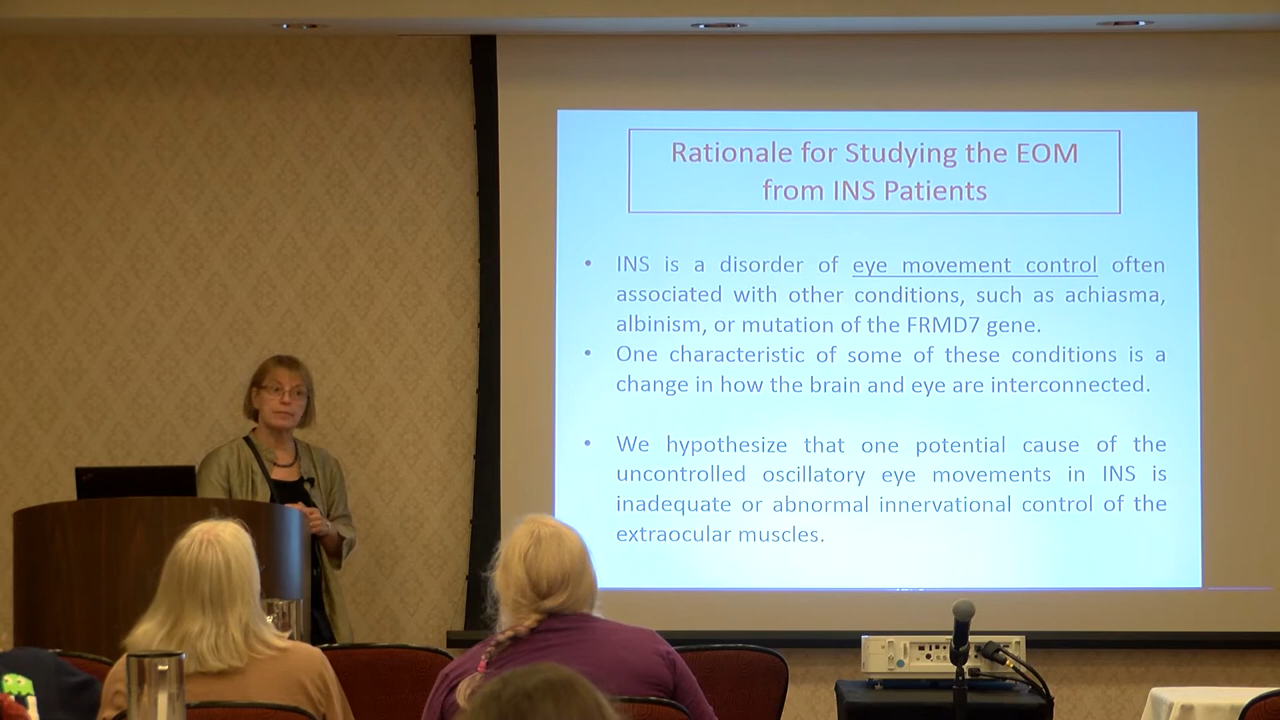 Rationale for Studying the EOM
from INS Patients
• INS is a disorder of eye movement control often
associated with other conditions, such as achiasma,
albinism, or mutation of the FRMD7 gene.
• One characteristic of some of these conditions is a
change in how the brain and eye are interconnected.
• We hypothesize that one potential cause of the
uncontrolled oscillatory eye movements in INS is
inadequate or abnormal innervational control of the
extraocular muscles.